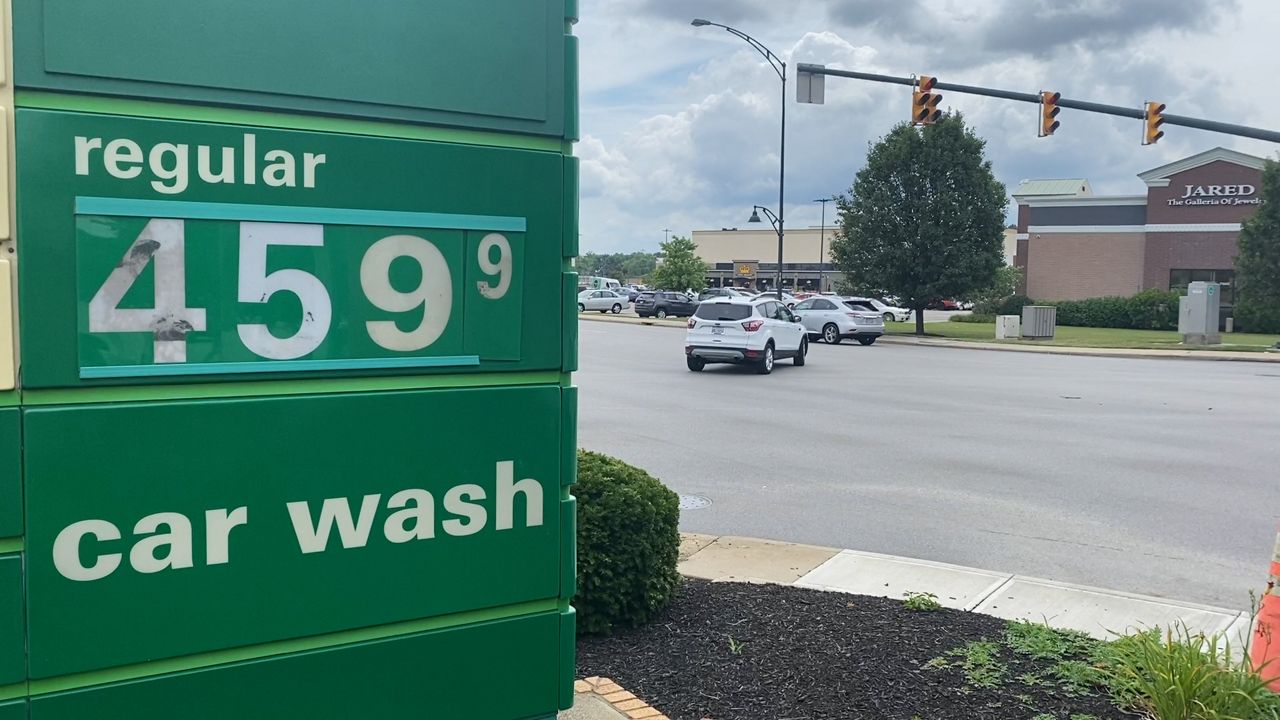 regular
459 9
car wash
JARED
The Galleria Of Jewelry